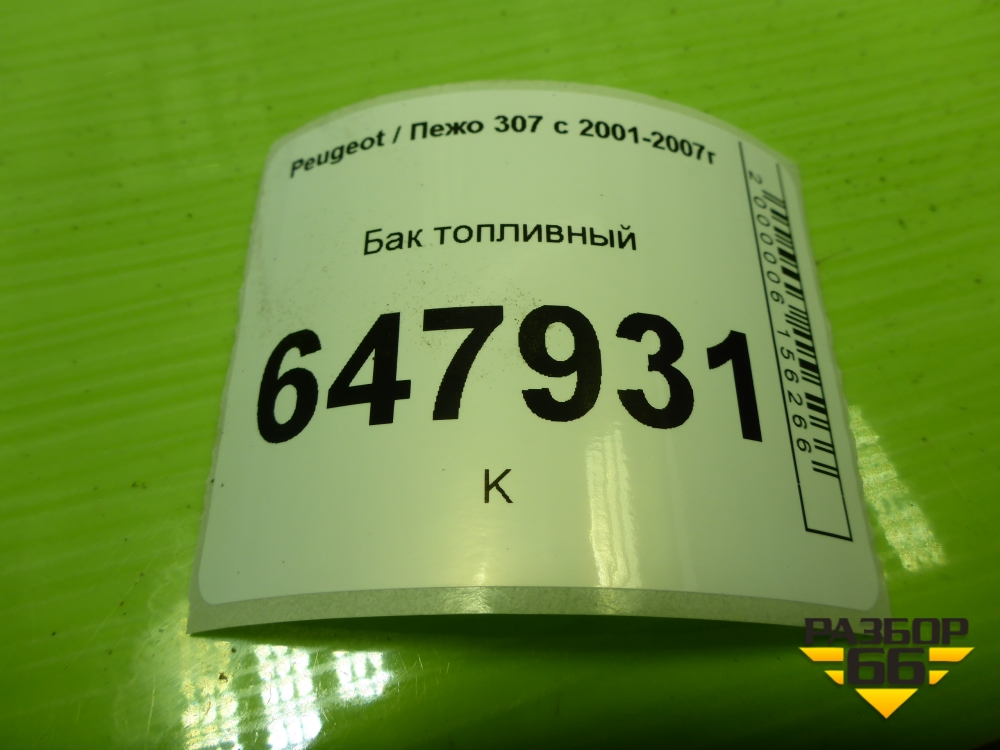 Peugeot / Пежо 307 с 2001-2007г
Бак топливный
647931
К
2000006156266
РАЗБОР
66